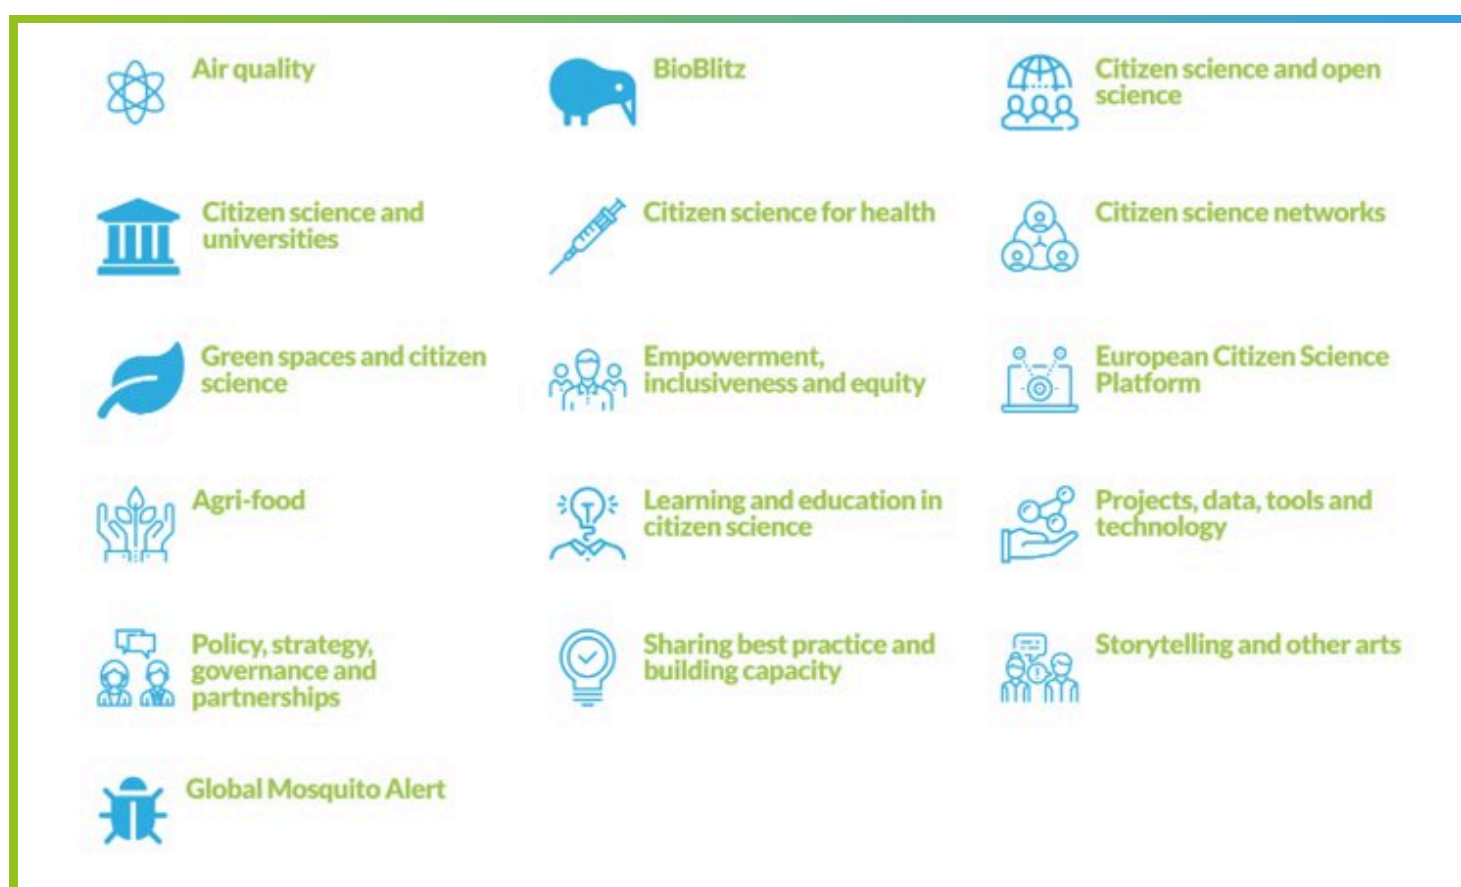 Air quality
BioBlitz
Citizen science and open
science
Citizen science and
universities
Citizen science for health
Citizen science networks
Green spaces and citizen
science
Empowerment,
inclusiveness and equity
European Citizen Science
Platform
Agri-food
Learning and education in
citizen science
Projects, data, tools and
technology
Policy, strategy,
governance and
partnerships
Sharing best practice and
building capacity
Storytelling and other arts
Global Mosquito Alert